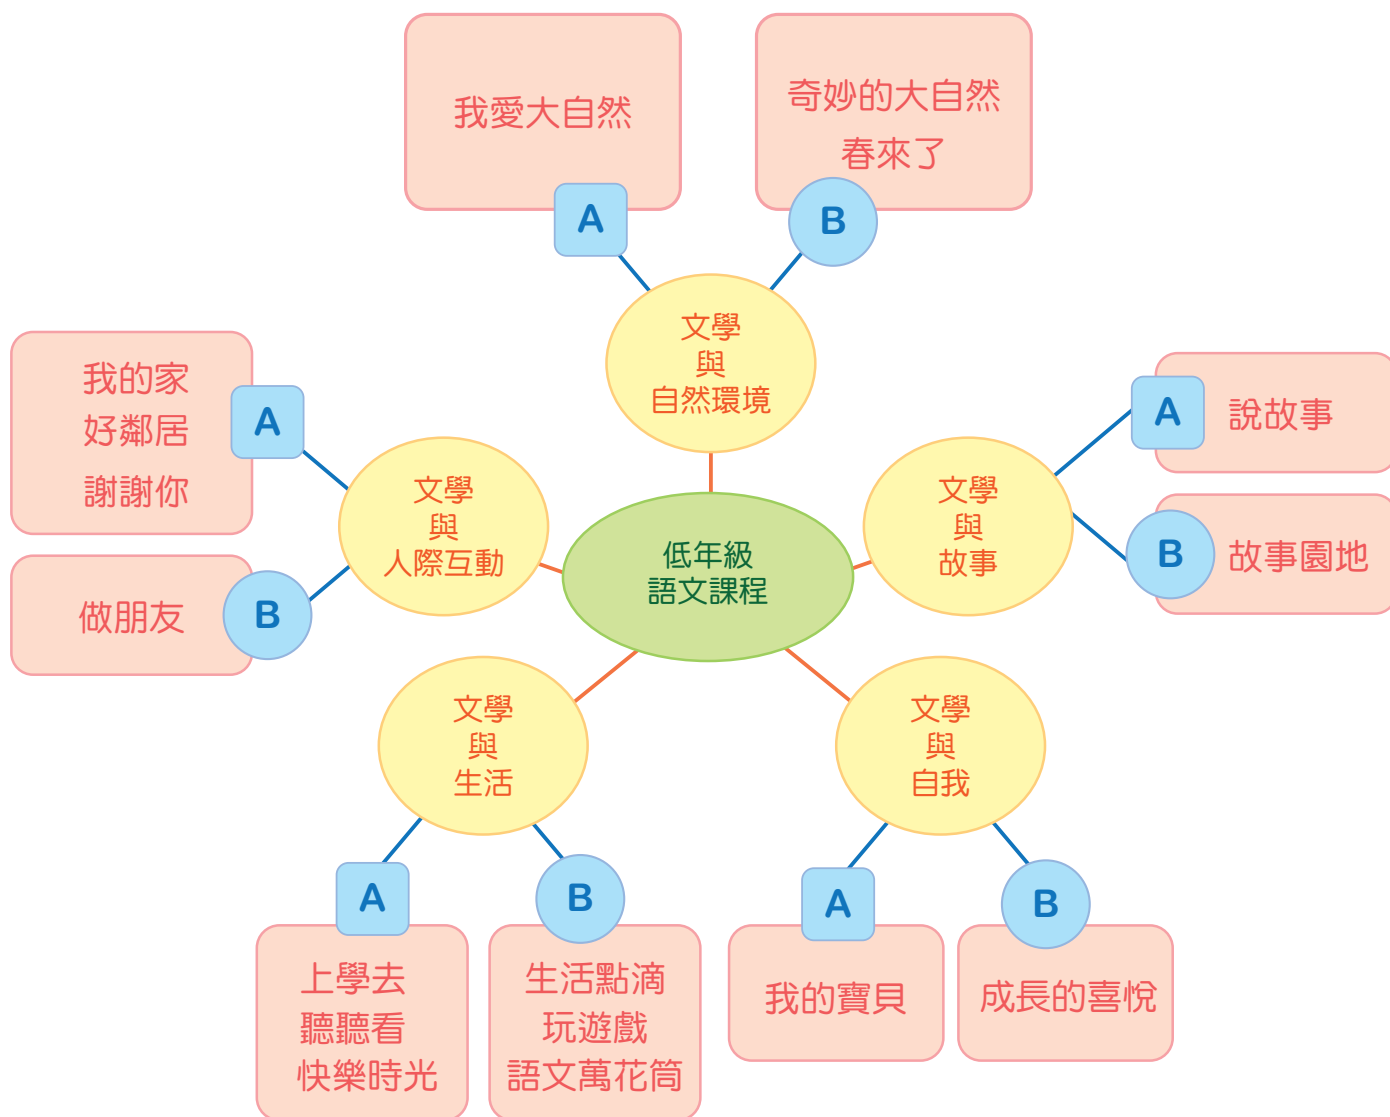 我愛大自然
A
奇妙的大自然
春來了
B
文學
與
自然環境
我的家
好鄰居
謝謝你
A
做朋友
B
文學
與
人際互動
低年級
語文課程
文學
與
故事
A
說故事
B
故事園地
文學
與
生活
A
上學去
聽聽看
快樂時光
B
生活點滴
玩遊戲
語文萬花筒
文學
與
自我
A
我的寶貝
B
成長的喜悅